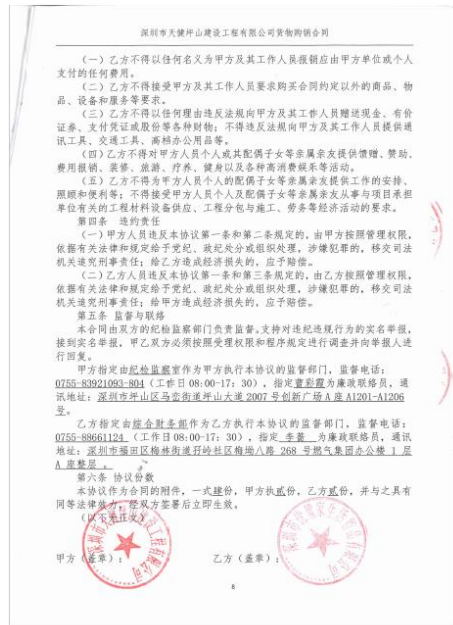 深圳市天健坪山建设工程有限公司货物购销合同
（一）乙方不得以任何名义为甲方及其工作人员报销应由甲方单位或个人
支付的任何费用。
（二）乙方不得接受甲方及其工作人员要求购买合同约定以外的商品、物
品、设备和服务等要求。
（三）乙方不得以任何理由违反法规向甲方及其工作人员赠送现金、有价
证券、支付凭证或股份等各种财物；不得违反法规向甲方及其工作人员提供通
讯工具、交通工具、高档办公用品等。
（四）乙方不得对甲方人员个人或其配偶子女等亲属亲友提供馈赠、赞助、
费用报销、装修、旅游、疗养、健身以及各种高消费娱乐等活动。
（五）乙方不得为甲方人员个人的配偶子女等亲属亲友提供工作的安排、
照顾和便利等；不得接受甲方人员个人及配偶子女等亲属亲友从事与项目承担
单位有关的工程材料设备供应、工程分包与施工、劳务等经济活动的要求。
第四条 违约责任
（一）甲方人员违反本协议第一条和第二条规定的，由甲方按照管理权限，
依据有关法律和规定给予党纪、政纪处分或组织处理，涉嫌犯罪的，移交司法
机关追究刑事责任；给乙方造成经济损失的，应予赔偿。
（二）乙方人员违反本协议第一条和第三条规定的，由乙方按照管理权限，
依据有关法律和规定给予党纪、政纪处分或组织处理，涉嫌犯罪的，移交司法
机关追究刑事责任；给甲方造成经济损失的，应予赔偿。
第五条 监督与联络
本合同由双方的纪检监察部门负责监督。支持对违纪违规行为的实名举报，
接到实名举报，甲乙双方必须按照受理权限和程序规定进行调查并向举报人进
行回复。
甲方指定由纪检监察室作为甲方执行本协议的监督部门，监督电话：
0755-83921093-804（工作日08:00-17：30），指定曹彩霞为廉政联络员，通
讯地址：深圳市坪山区马峦街道坪山大道2007号创新广场A座A1201-A1206
号。
乙方指定由综合财务部作为乙方执行本协议的监督部门，监督电话：
0755-88661124（工作日08:00-17：30），指定 李蔷 为廉政联络员，通讯
地址：深圳市福田区梅林街道孖岭社区梅坳八路268号燃气集团办公楼1层
A座整层。
第六条 协议份数
本协议作为合同的附件，一式肆份，甲方执贰份，乙方贰份，并与之具有
同等法律效力，经双方签署后立即生效。
（以下无正文）
甲方（盖章）： 乙方（盖章）：
8